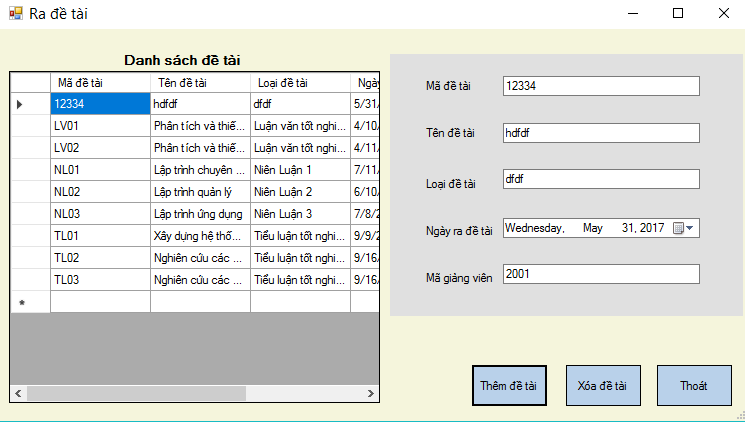 Ra đề tài
Danh sách đề tài
Mã đề tài Tên đề tài Loại đề tài Ngày
12334 hdfdf dfdf 5/31/
LV01 Phân tích và thiế... Luận văn tốt nghi... 4/10/
LV02 Phân tích và thiế... Luận văn tốt nghi... 4/11/
NL01 Lập trình chuyên ... Niên Luận 1 7/11/
NL02 Lập trình quản lý Niên Luận 2 6/10/
NL03 Lập trình ứng dụng Niên Luận 3 7/8/2
TL01 Xây dựng hệ thố... Tiểu luận tốt nghi... 9/9/2
TL02 Nghiên cứu các ... Tiểu luận tốt nghi... 9/16/
TL03 Nghiên cứu các ... Tiểu luận tốt nghi... 9/16/
Mã đề tài 12334
Tên đề tài hdfdf
Loại đề tài dfdf
Ngày ra đề tài Wednesday, May 31, 2017
Mã giảng viên 2001
Thêm đề tài Xóa đề tài Thoát